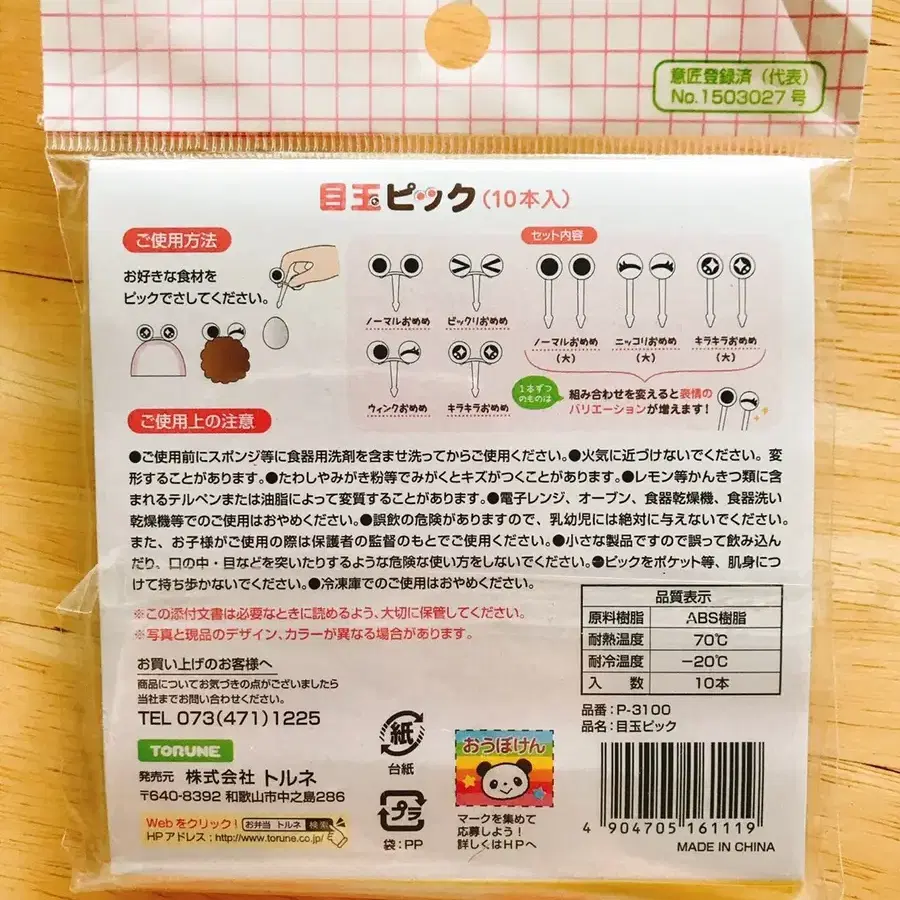 意匠登録済（代表）
No.1503027号
目玉ピック（10本入）
ご使用方法
お好きな食材を
ピックでさしてください。
セット内容
ノーマルおめめ
ビックリおめめ
ノーマルおめめ
（大）
ニッコリおめめ
（大）
キラキラおめめ
（大）
ウィンクおめめ
キラキラおめめ
1本ずつ
のものは
組み合わせを変えると表情の
バリエーションが増えます！
ご使用上の注意
●ご使用前にスポンジ等に食器用洗剤を含ませ洗ってからご使用ください。●火気に近づけないでください。変
形することがあります。●たわしやみがき粉等でみがくとキズがつくことがあります。●レモン等かんきつ類に含
まれるテルペンまたは油脂によって変質することがあります。●電子レンジ、オーブン、食器乾燥機、食器洗い
乾燥機等でのご使用はおやめください。●誤飲の危険がありますので、乳幼児には絶対に与えないでください。
また、お子様がご使用の際は保護者の監督のもとでご使用ください。●小さな製品ですので誤って飲み込ん
だり、口の中・目などを突いたりするような危険な使い方をしないでください。●ピックをポケット等、肌身につ
けて持ち歩かないでください。●冷凍庫でのご使用はおやめください。
※この添付文書は必要なときに読めるよう、大切に保管してください。
※写真と現品のデザイン、カラーが異なる場合があります。
品質表示
原料樹脂 ABS樹脂
耐熱温度 70℃
耐冷温度 −20℃
入 数 10本
品番：P-3100
品名：目玉ピック
お買い上げのお客様へ
商品についてお気づきの点がございましたら
当社までお問い合わせください。
TEL 073(471)1225
TORUNE
発売元 株式会社 トルネ
〒640-8392 和歌山市中之島286
Webをクリック！ お弁当 トルネ 検索
HPアドレス：http://www.torune.co.jp/
紙
台紙
プラ
袋：PP
おうぼけん
マークを集めて
応募しよう！
詳しくはHPへ
4 904705 161119
MADE IN CHINA